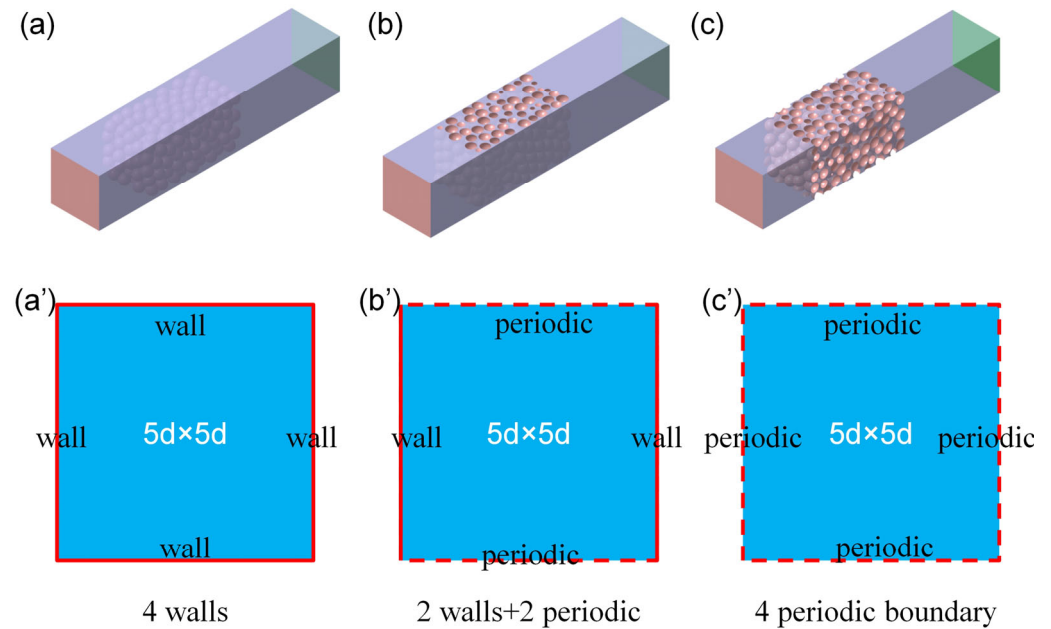 (a)
(b)
(c)
(a')
wall
wall
5d×5d
wall
wall
4 walls
(b')
periodic
wall
5d×5d
wall
periodic
2 walls+2 periodic
(c')
periodic
periodic
5d×5d
periodic
periodic
4 periodic boundary